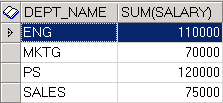 DEPT_NAME SUM(SALARY)
ENG 110000
MKTG 70000
PS 120000
SALES 75000